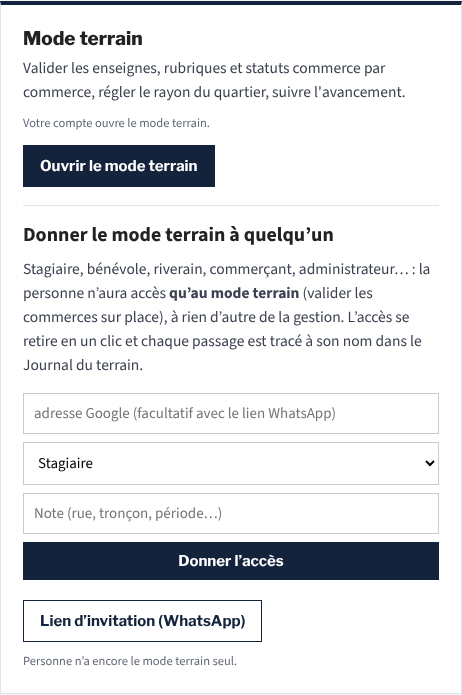 Mode terrain
Valider les enseignes, rubriques et statuts commerce par
commerce, régler le rayon du quartier, suivre l'avancement.
Votre compte ouvre le mode terrain.
Ouvrir le mode terrain
Donner le mode terrain à quelqu’un
Stagiaire, bénévole, riverain, commerçant, administrateur… : la
personne n’aura accès qu’au mode terrain (valider les
commerces sur place), à rien d’autre de la gestion. L’accès se
retire en un clic et chaque passage est tracé à son nom dans le
Journal du terrain.
adresse Google (facultatif avec le lien WhatsApp)
Stagiaire
Note (rue, tronçon, période…)
Donner l’accès
Lien d’invitation (WhatsApp)
Personne n’a encore le mode terrain seul.